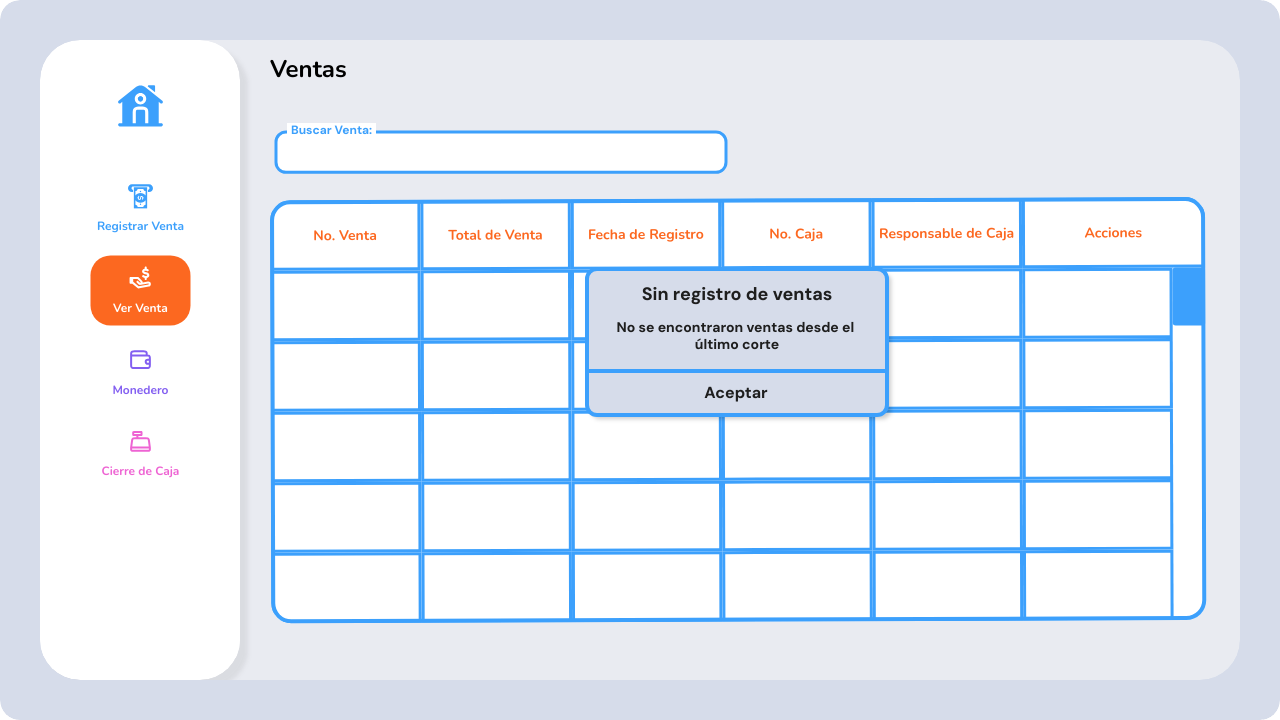 Ventas
Buscar Venta:
Registrar Venta
Ver Venta
Monedero
Cierre de Caja
No. Venta
Total de Venta
Fecha de Registro
No. Caja
Responsable de Caja
Acciones
Sin registro de ventas
No se encontraron ventas desde el
último corte
Aceptar